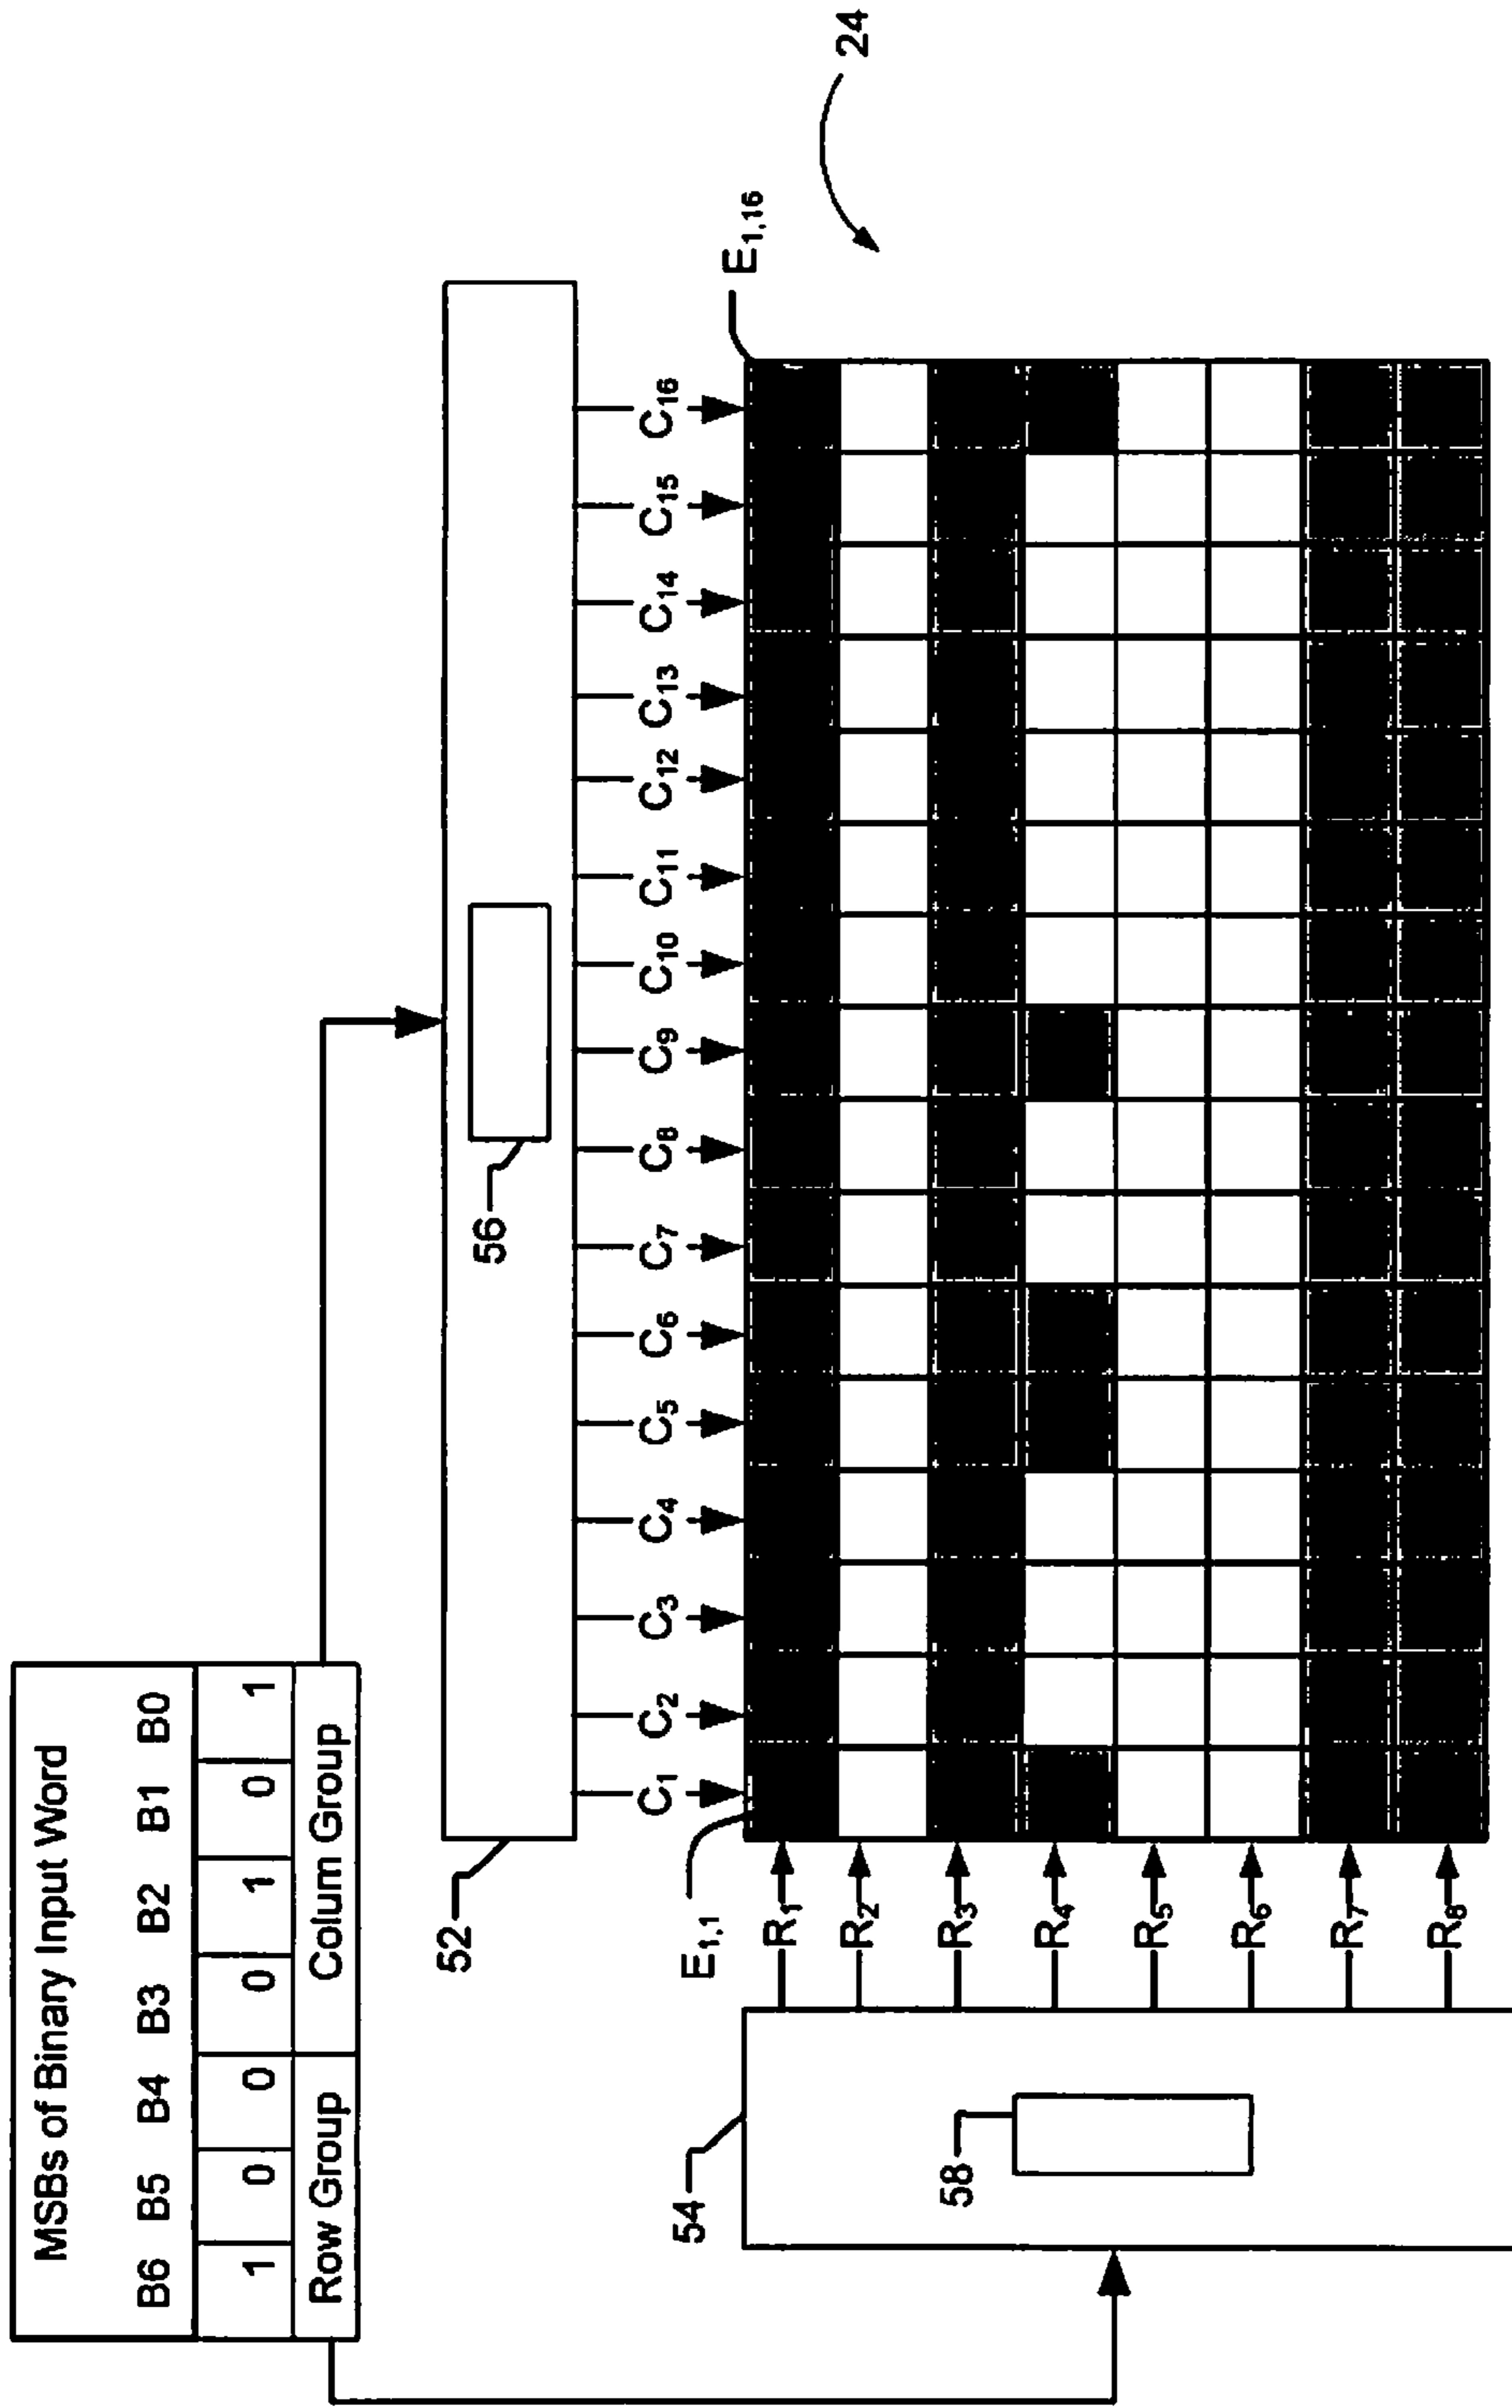 MSBs of Binary Input Word
B6 B5 B4 B3 B2 B1 B0
1 0 0 0 1 0 1
Row Group Colum Group
52
56
C1 C2 C3 C4 C5 C6 C7 C8 C9 C10 C11 C12 C13 C14 C15 C16
54
58
E1,1
E1,16
24
R1
R2
R3
R4
R5
R6
R7
R8